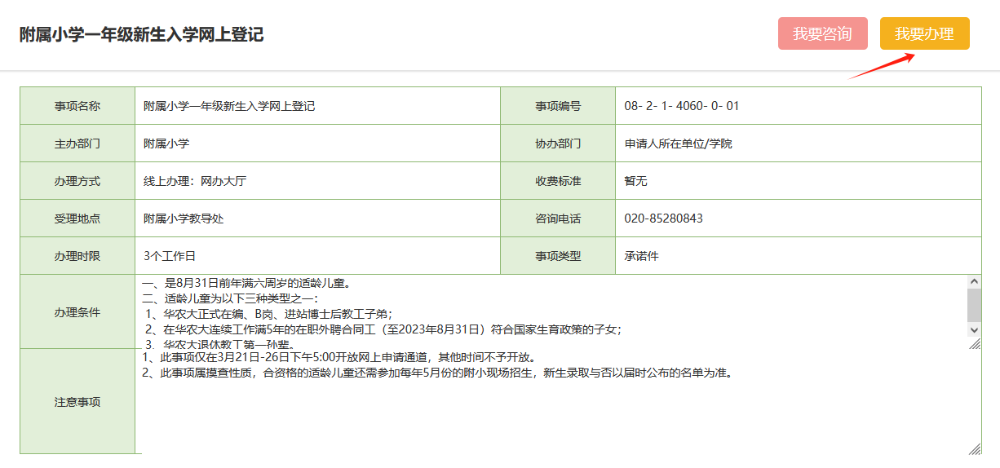 附属小学一年级新生入学网上登记
我要咨询
我要办理
事项名称
附属小学一年级新生入学网上登记
事项编号
08- 2- 1- 4060- 0- 01
主办部门
附属小学
协办部门
申请人所在单位/学院
办理方式
线上办理：网办大厅
收费标准
暂无
受理地点
附属小学教导处
咨询电话
020-85280843
办理时限
3个工作日
事项类型
承诺件
办理条件
一、是8月31日前年满六周岁的适龄儿童。
二、适龄儿童为以下三种类型之一：
1、华农大正式在编、B岗、进站博士后教工子弟；
2、在华农大连续工作满5年的在职外聘合同工（至2023年8月31日）符合国家生育政策的子女；
3、华农大退休教工第一孙辈。
注意事项
1、此事项仅在3月21日-26日下午5:00开放网上申请通道，其他时间不予开放。
2、此事项属摸查性质，合资格的适龄儿童还需参加每年5月份的附小现场招生，新生录取与否以届时公布的名单为准。